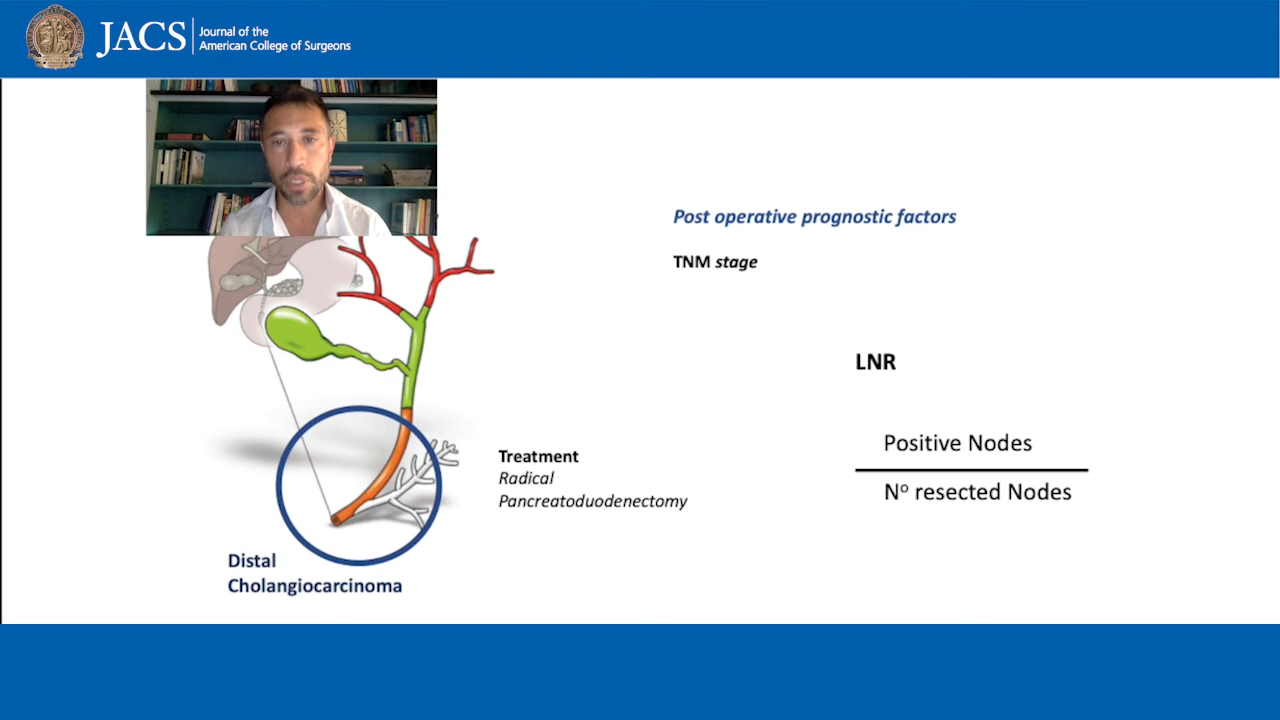 JACS
Journal of the
American College of Surgeons
Post operative prognostic factors
TNM stage
LNR
Positive Nodes
Nº resected Nodes
Treatment
Radical
Pancreatoduodenectomy
Distal
Cholangiocarcinoma